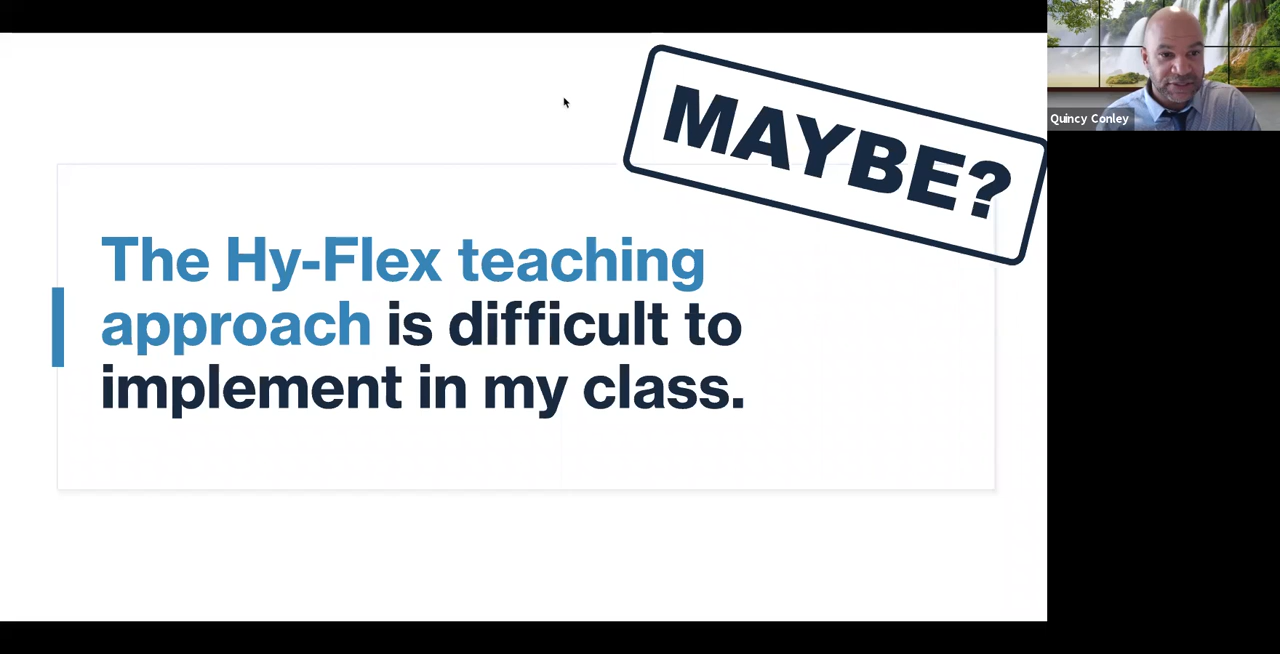 MAYBE?
Quincy Conley
The Hy-Flex teaching
approach is difficult to
implement in my class.